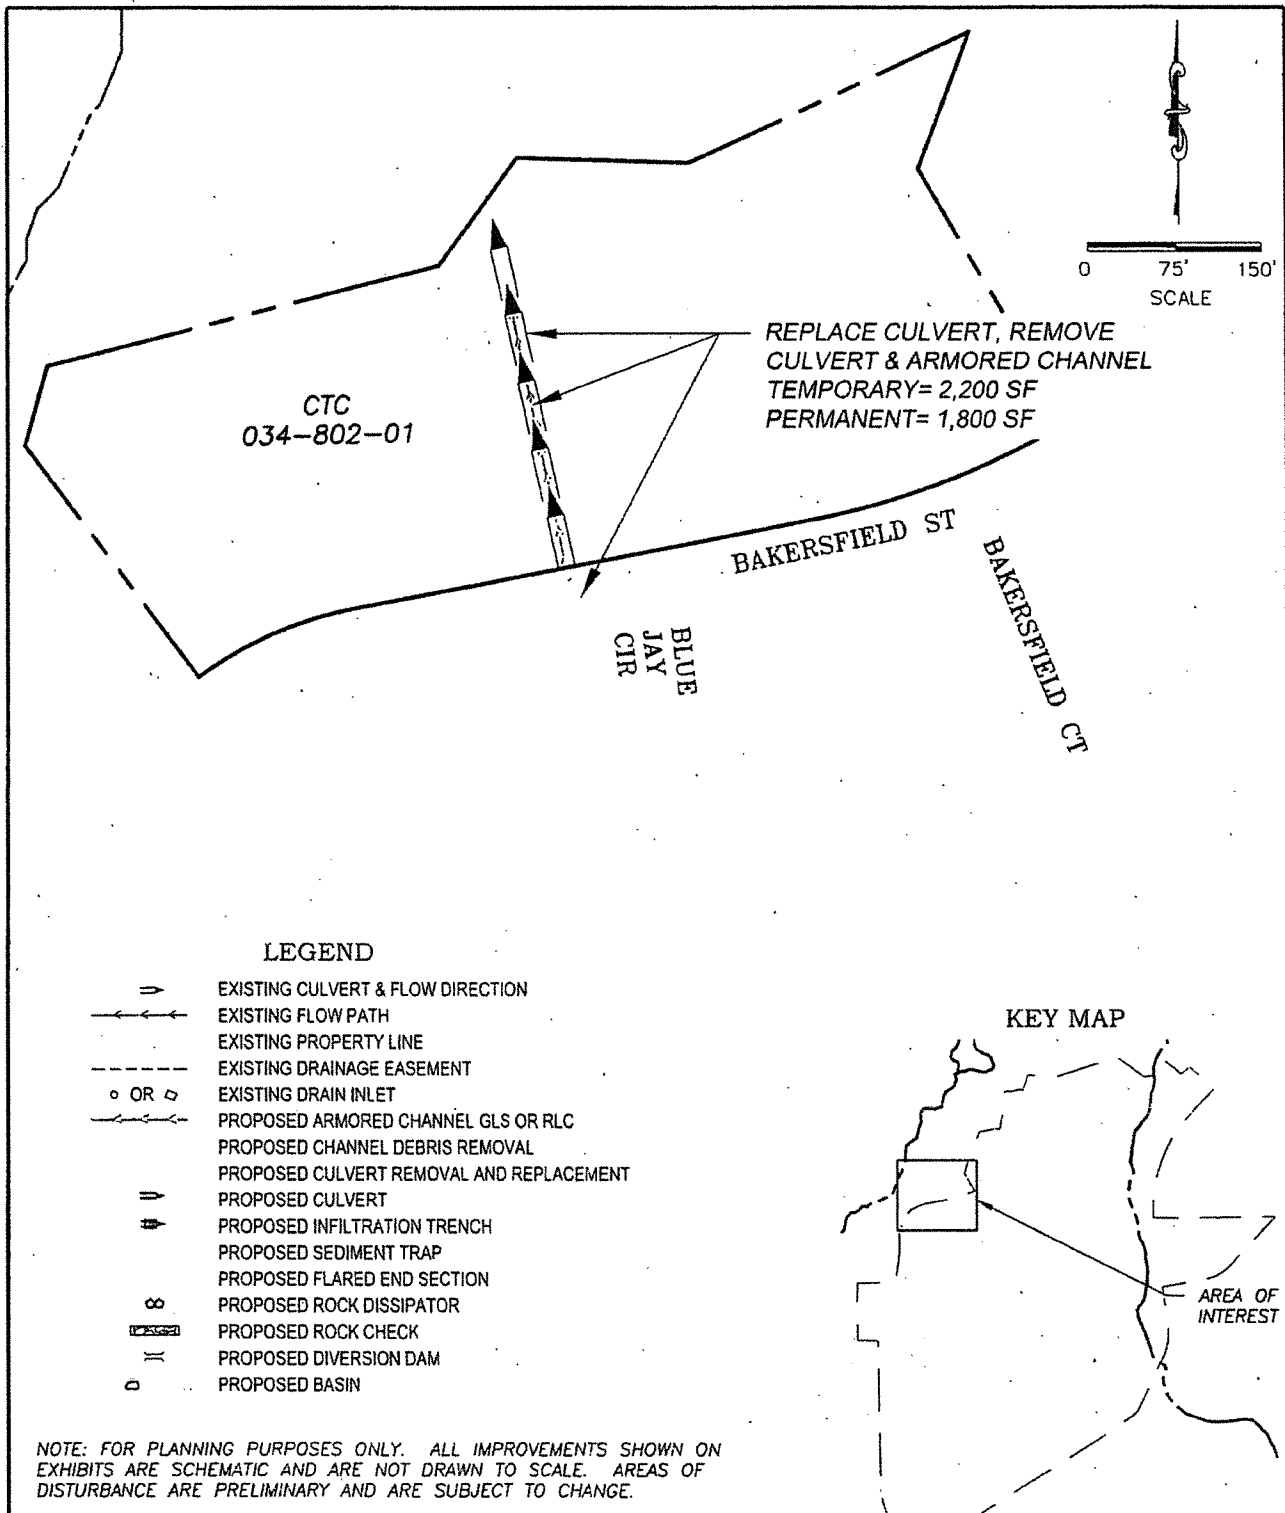 0 75' 150'
SCALE
REPLACE CULVERT, REMOVE
CULVERT & ARMORED CHANNEL
TEMPORARY= 2,200 SF
PERMANENT= 1,800 SF
CTC
034-802-01
BAKERSFIELD ST
BAKERSFIELD CT
BLUE
JAY
CIR
LEGEND
EXISTING CULVERT & FLOW DIRECTION
EXISTING FLOW PATH
EXISTING PROPERTY LINE
EXISTING DRAINAGE EASEMENT
OR EXISTING DRAIN INLET
PROPOSED ARMORED CHANNEL GLS OR RLC
PROPOSED CHANNEL DEBRIS REMOVAL
PROPOSED CULVERT REMOVAL AND REPLACEMENT
PROPOSED CULVERT
PROPOSED INFILTRATION TRENCH
PROPOSED SEDIMENT TRAP
PROPOSED FLARED END SECTION
PROPOSED ROCK DISSIPATOR
PROPOSED ROCK CHECK
PROPOSED DIVERSION DAM
PROPOSED BASIN
KEY MAP
AREA OF
INTEREST
NOTE: FOR PLANNING PURPOSES ONLY. ALL IMPROVEMENTS SHOWN ON
EXHIBITS ARE SCHEMATIC AND ARE NOT DRAWN TO SCALE. AREAS OF
DISTURBANCE ARE PRELIMINARY AND ARE SUBJECT TO CHANGE.